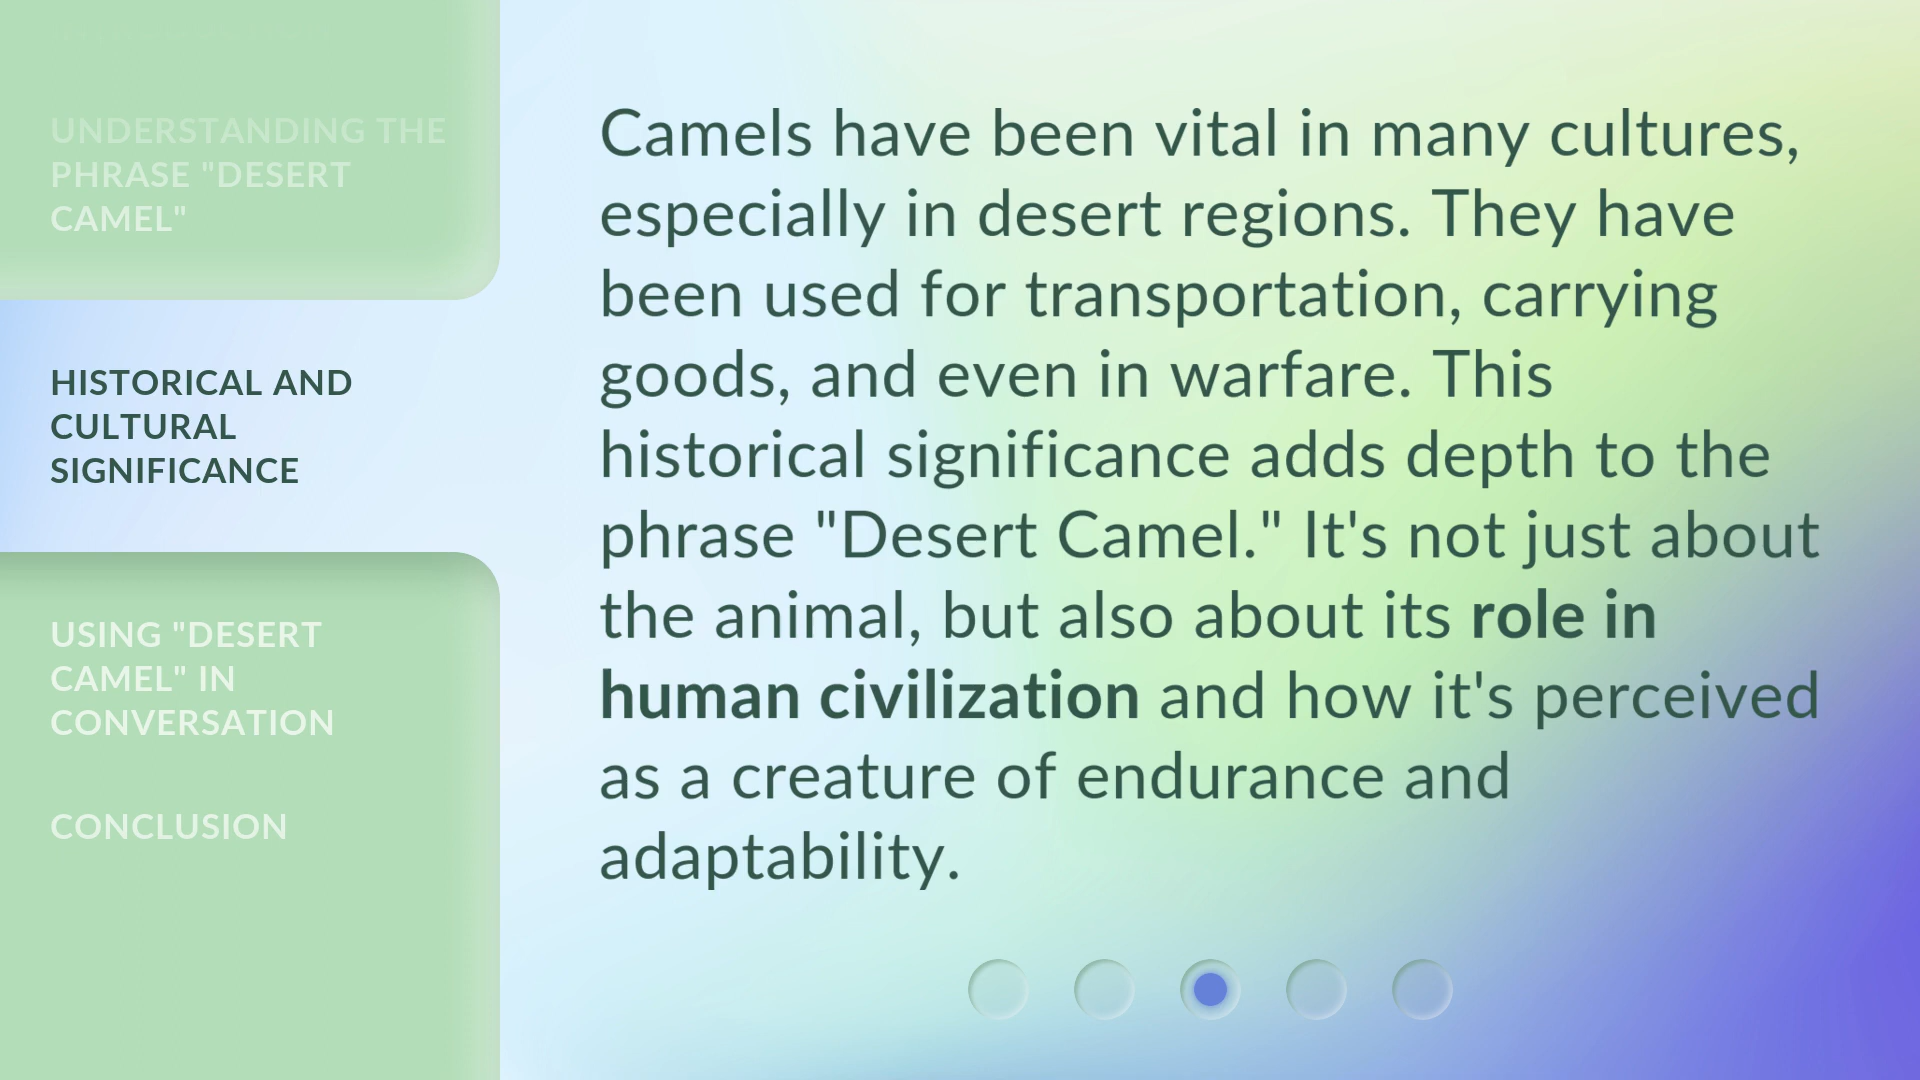 UNDERSTANDING THE
PHRASE "DESERT
CAMEL"
HISTORICAL AND
CULTURAL
SIGNIFICANCE
USING "DESERT
CAMEL" IN
CONVERSATION
CONCLUSION
Camels have been vital in many cultures,
especially in desert regions. They have
been used for transportation, carrying
goods, and even in warfare. This
historical significance adds depth to the
phrase "Desert Camel." It's not just about
the animal, but also about its role in
human civilization and how it's perceived
as a creature of endurance and
adaptability.